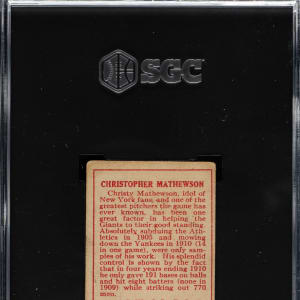 SGC
CHRISTOPHER MATHEWSON
Christy Mathewson, idol of
New York fans, and one of the
greatest pitchers the game has
ever known, has been one
great factor in helping the
Giants to their good standing.
Absolutely subduing the Ath-
letics in 1905 and mowing
down the Yankees in 1910 (14
in one game), were only sam-
ples of his work. His splendid
control is shown by the fact
that in four years ending 1910
he only gave 191 bases on balls
and hit eight batters (none in
1909) while striking out 770
men.